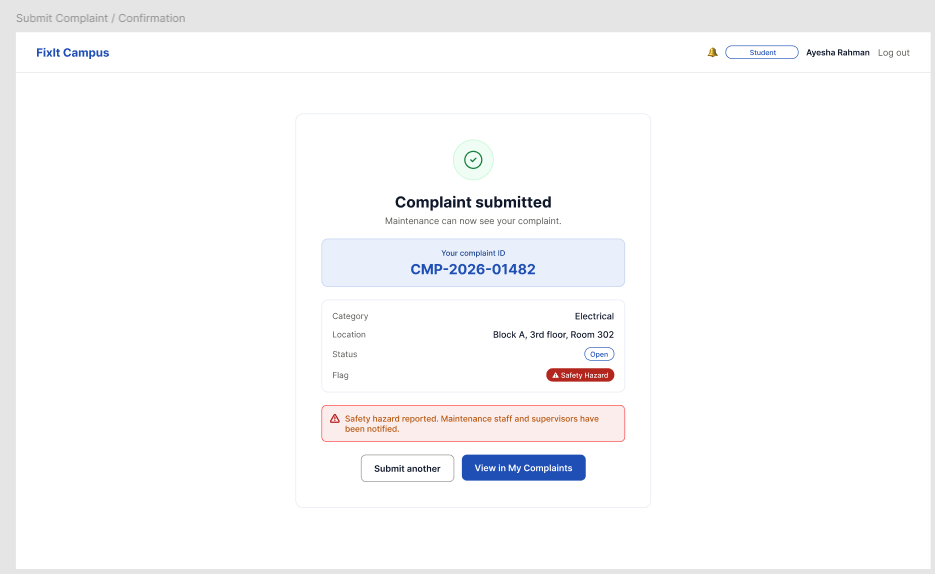 Submit Complaint / Confirmation
FixIt Campus
Student Ayesha Rahman Log out
Complaint submitted
Maintenance can now see your complaint.
Your complaint ID
CMP-2026-01482
Category Electrical
Location Block A, 3rd floor, Room 302
Status Open
Flag Safety Hazard
Safety hazard reported. Maintenance staff and supervisors have
been notified.
Submit another View in My Complaints